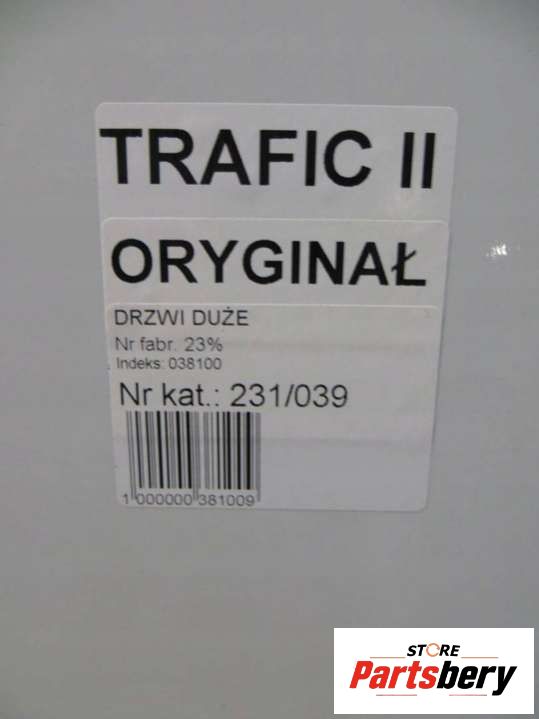 TRAFIC II
ORYGINAŁ
DRZWI DUŻE
Nr fabr. 23%
Indeks: 038100
Nr kat.: 231/039
1 000000 381009
STORE
Partsbery